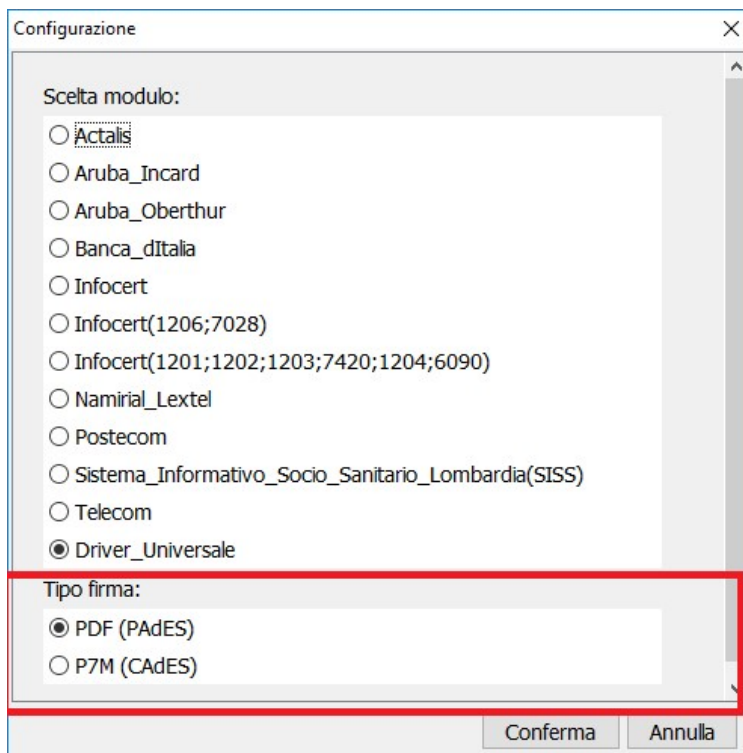 Configurazione
Scelta modulo:
Actalis
Aruba_Incard
Aruba_Oberthur
Banca_dItalia
Infocert
Infocert(1206;7028)
Infocert(1201;1202;1203;7420;1204;6090)
Namirial_Lextel
Postecom
Sistema_Informativo_Socio_Sanitario_Lombardia(SISS)
Telecom
Driver_Universale
Tipo firma:
PDF (PAdES)
P7M (CAdES)
Conferma Annulla